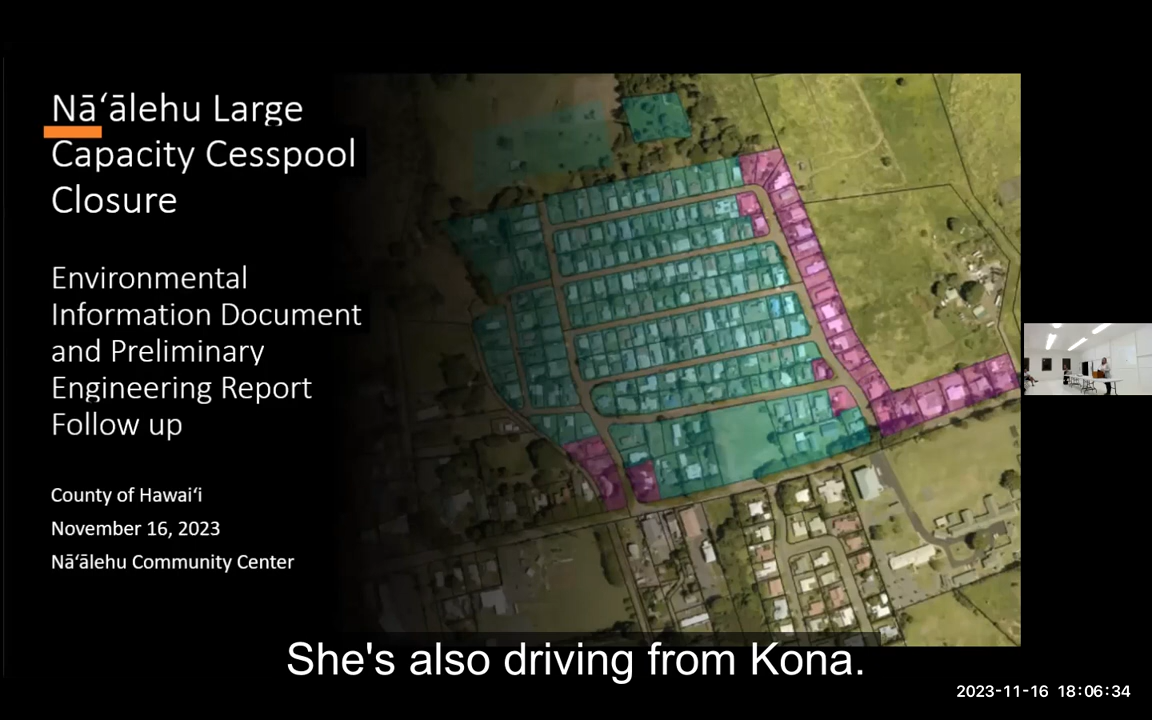 Nāʻālehu Large
Capacity Cesspool
Closure
Environmental
Information Document
and Preliminary
Engineering Report
Follow up
County of Hawaiʻi
November 16, 2023
Nāʻālehu Community Center
She's also driving from Kona.
2023-11-16 18:06:34